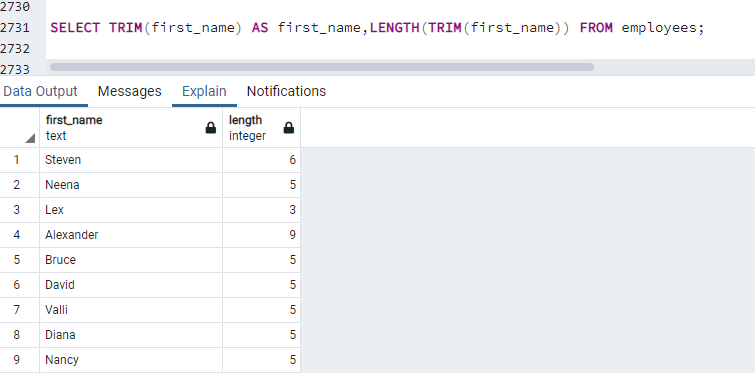 2730
2731 SELECT TRIM(first_name) AS first_name,LENGTH(TRIM(first_name)) FROM employees;
2732
2733
Data Output Messages Explain Notifications
first_name length
text integer
1 Steven 6
2 Neena 5
3 Lex 3
4 Alexander 9
5 Bruce 5
6 David 5
7 Valli 5
8 Diana 5
9 Nancy 5